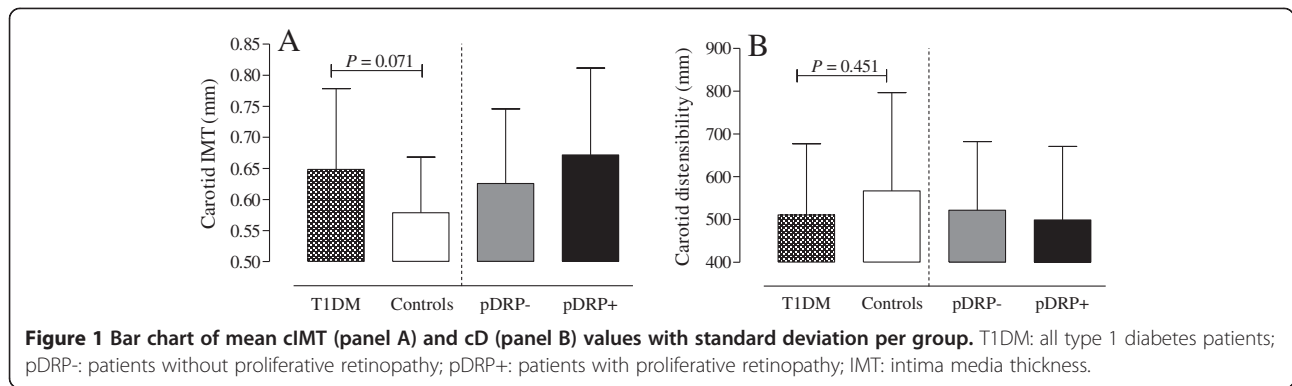 A
Carotid IMT (mm)
0.85
0.80
0.75
0.70
0.65
0.60
0.55
0.50
P = 0.071
T1DM Controls pDRP- pDRP+
B
Carotid distensibility (mm)
900
800
700
600
500
400
P = 0.451
T1DM Controls pDRP- pDRP+
Figure 1 Bar chart of mean cIMT (panel A) and cD (panel B) values with standard deviation per group. T1DM: all type 1 diabetes patients;
pDRP-: patients without proliferative retinopathy; pDRP+: patients with proliferative retinopathy; IMT: intima media thickness.